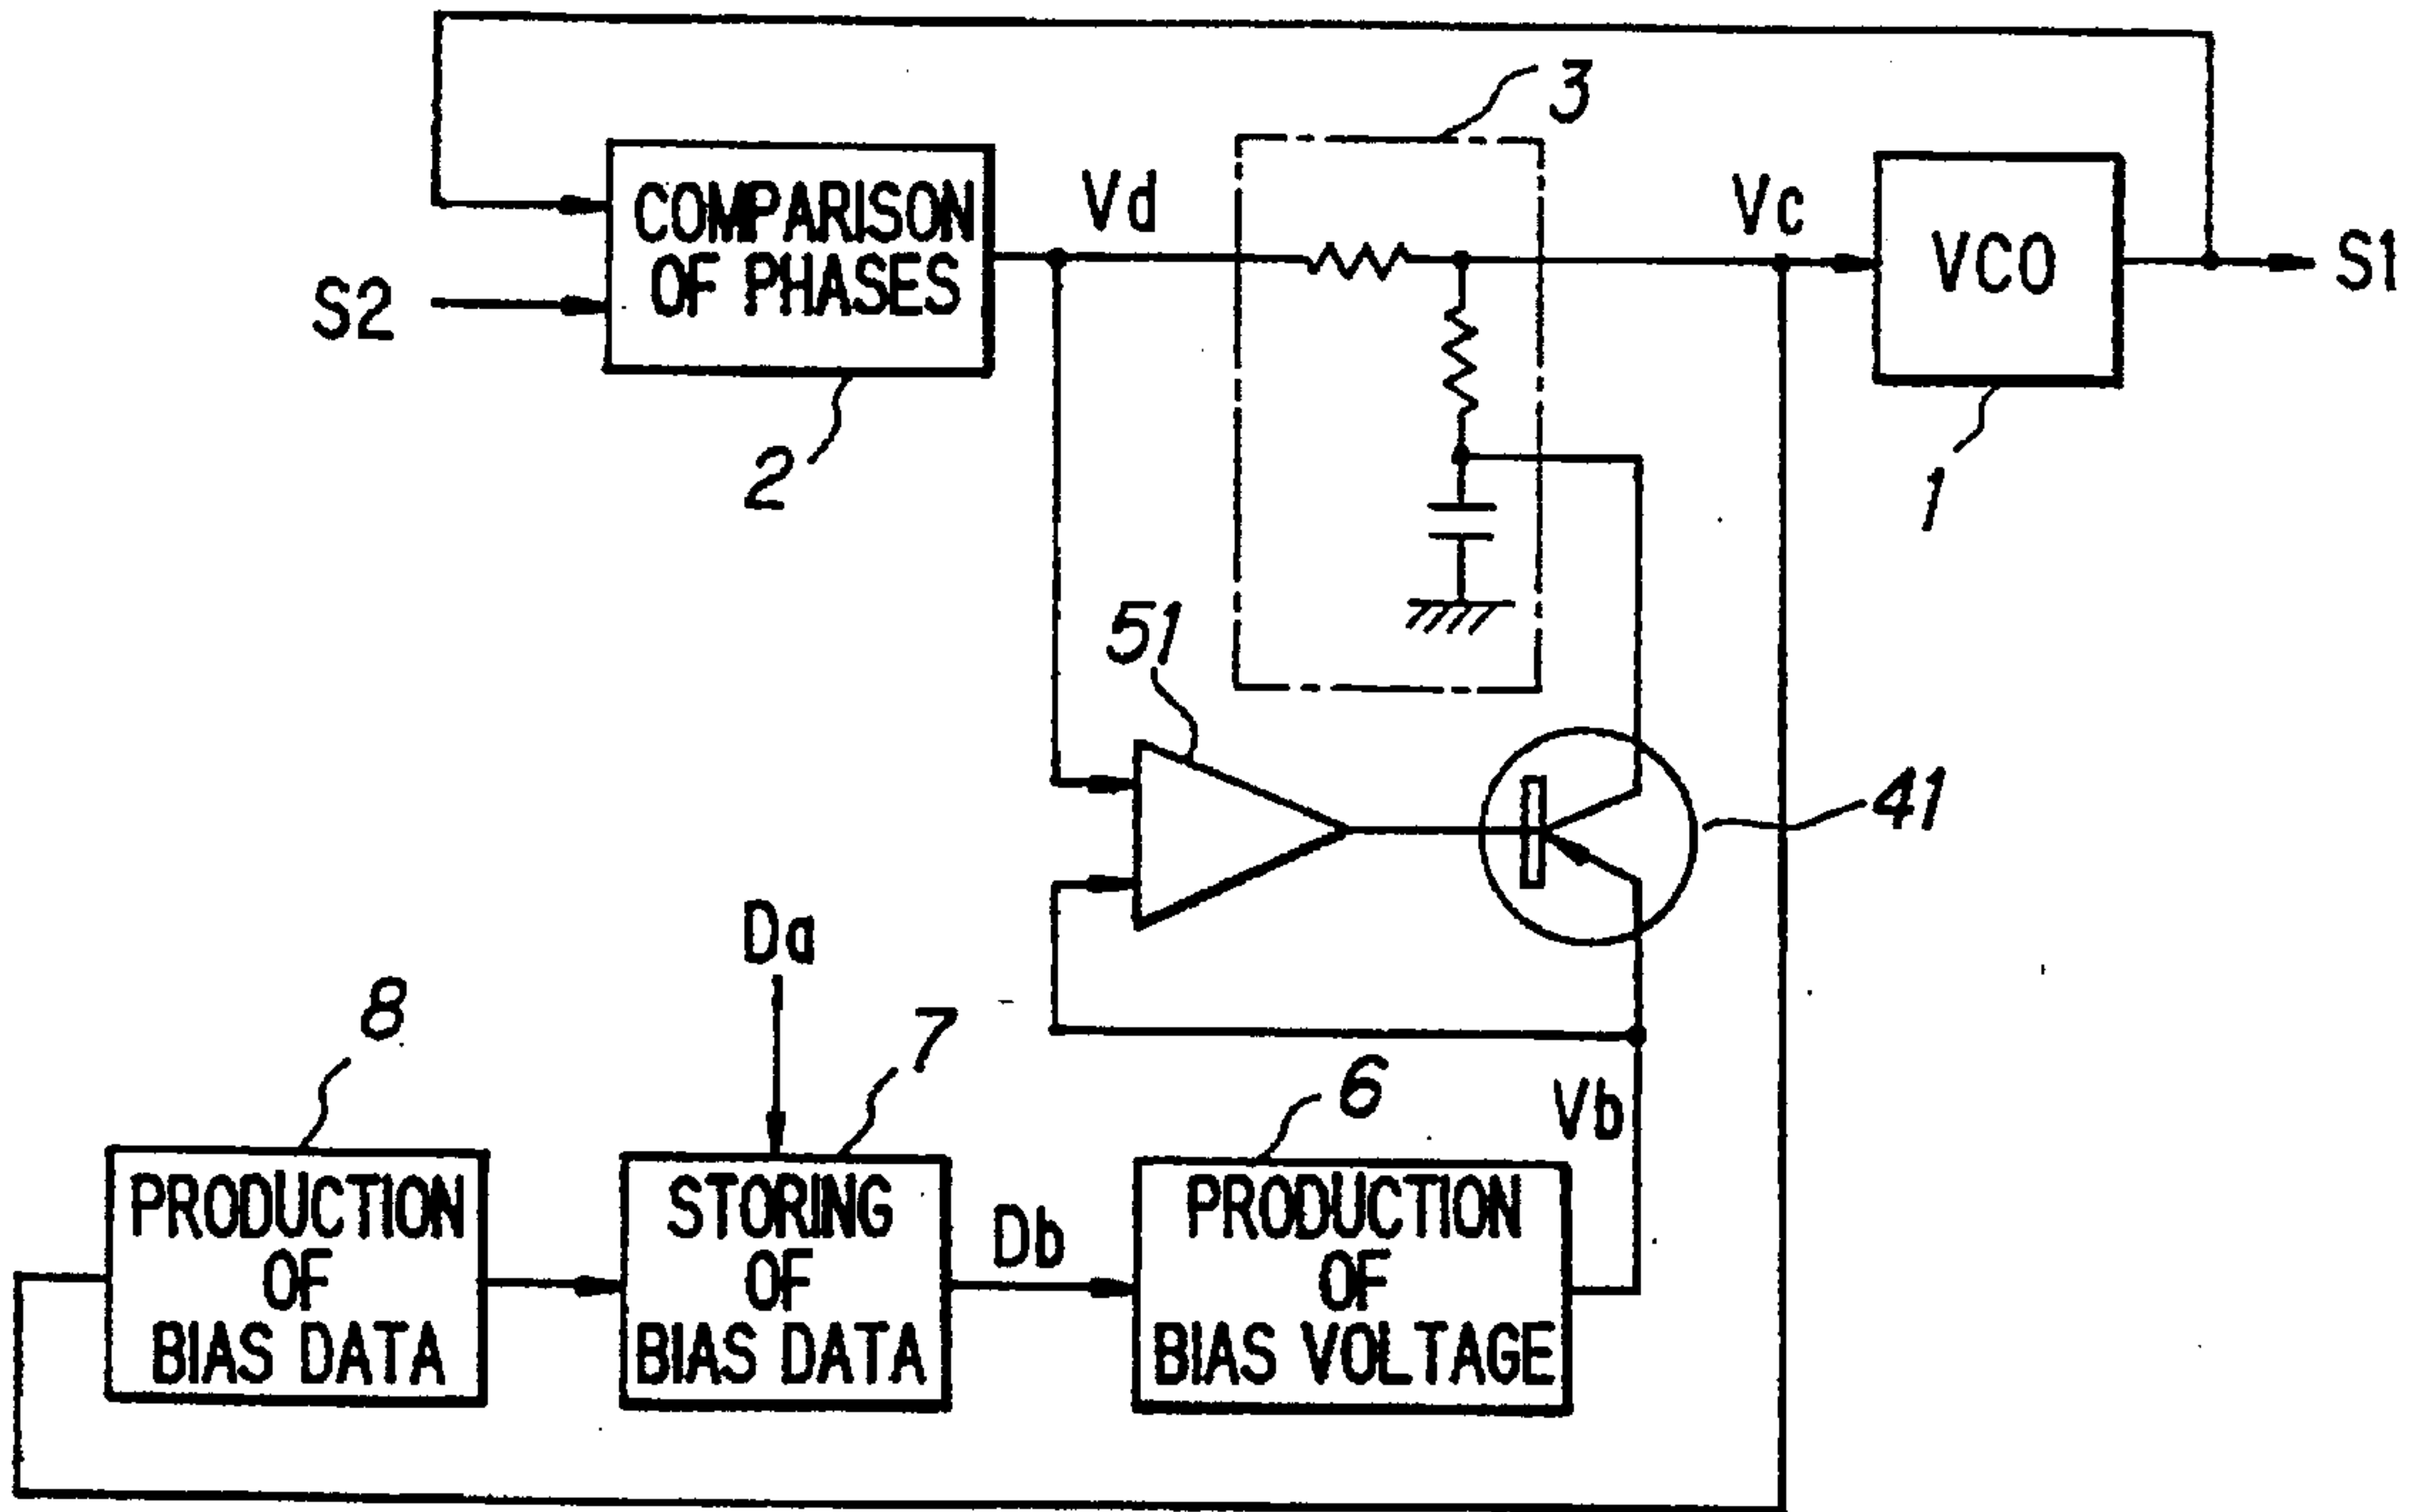 3
COMPARISON
OF PHASES
Vd
Vc
VCO
S1
S2
2
1
51
41
Da
8
7
6
Vb
PRODUCTION
OF
BIAS DATA
STORING
OF
BIAS DATA
Db
PRODUCTION
OF
BIAS VOLTAGE